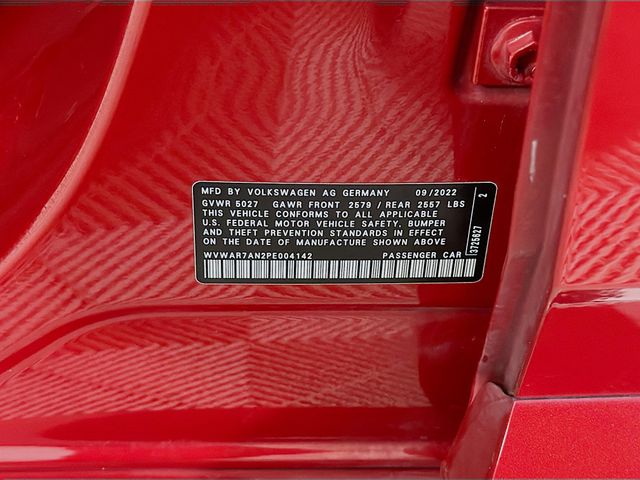 MFD BY VOLKSWAGEN AG GERMANY 09/2022
GVWR 5027 GAWR FRONT 2579 / REAR 2557 LBS
THIS VEHICLE CONFORMS TO ALL APPLICABLE
U.S. FEDERAL MOTOR VEHICLE SAFETY, BUMPER
AND THEFT PREVENTION STANDARDS IN EFFECT
ON THE DATE OF MANUFACTURE SHOWN ABOVE
WVWAR7AN2PE004142 PASSENGER CAR
3725627 2